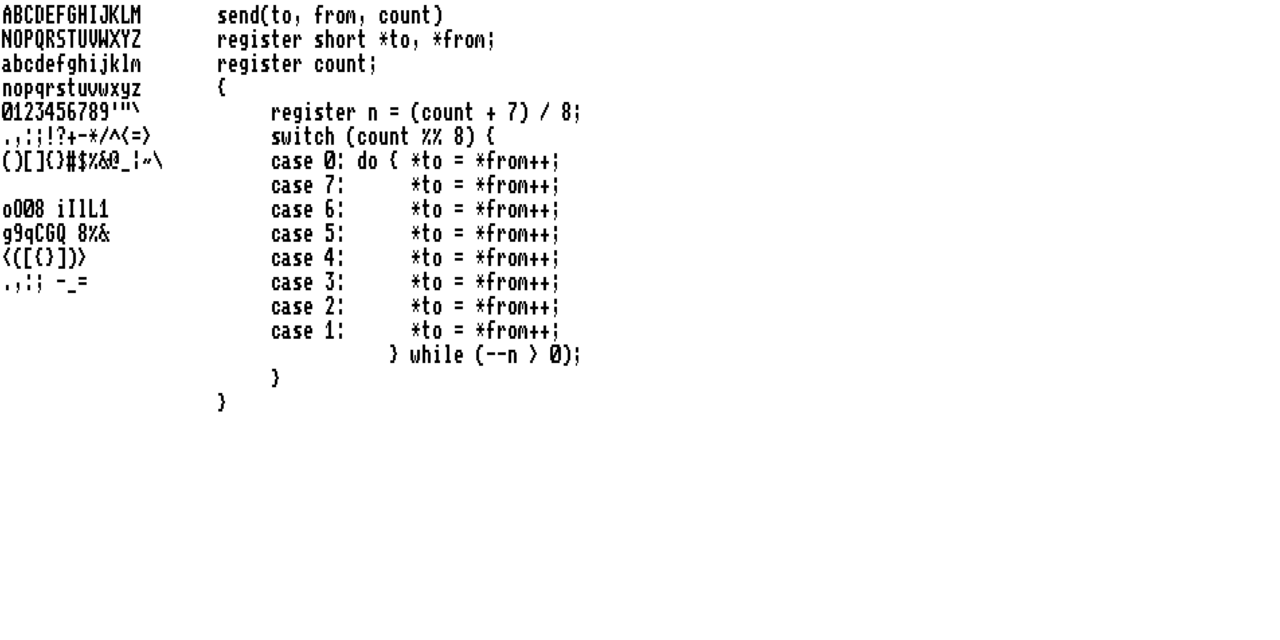 ABCDEFGHIJKLM
NOPQRSTUVWXYZ
abcdefghijklm
nopqrstuvwxyz
0123456789'"\
.,:;!?+-*/^<=>
()[]{}#$%&@_¦~\

oO08 iIlL1
g9qCGQ 8%&
<([{}])>
.,:; -_=

send(to, from, count)
register short *to, *from;
register count;
{
     register n = (count + 7) / 8;
     switch (count %% 8) {
     case 0: do { *to = *from++;
     case 7:      *to = *from++;
     case 6:      *to = *from++;
     case 5:      *to = *from++;
     case 4:      *to = *from++;
     case 3:      *to = *from++;
     case 2:      *to = *from++;
     case 1:      *to = *from++;
                } while (--n > 0);
     }
}